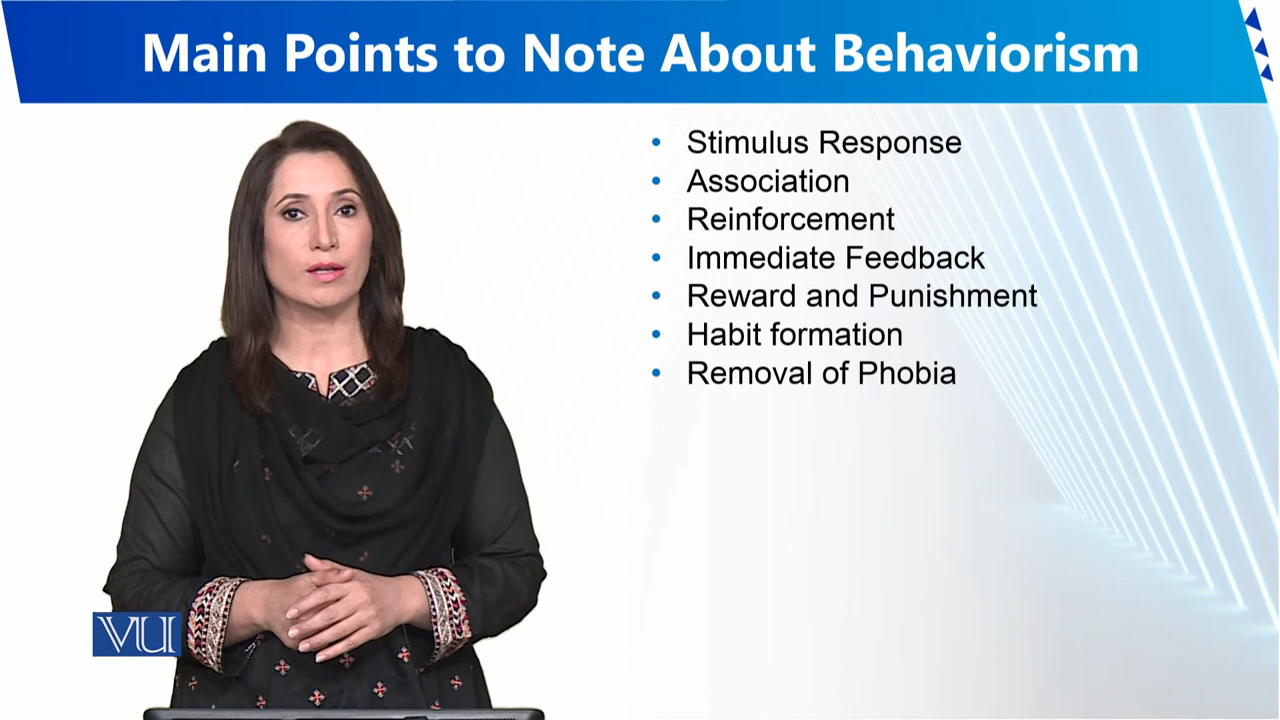 Main Points to Note About Behaviorism
• Stimulus Response
• Association
• Reinforcement
• Immediate Feedback
• Reward and Punishment
• Habit formation
• Removal of Phobia
VU